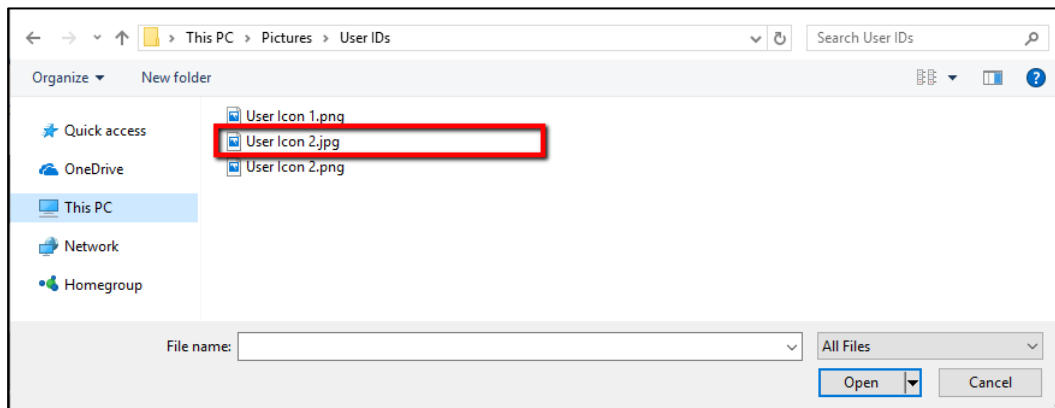 This PC > Pictures > User IDs
Search User IDs
Organize
New folder
Quick access
OneDrive
This PC
Network
Homegroup
User Icon 1.png
User Icon 2.jpg
User Icon 2.png
File name:
All Files
Open
Cancel